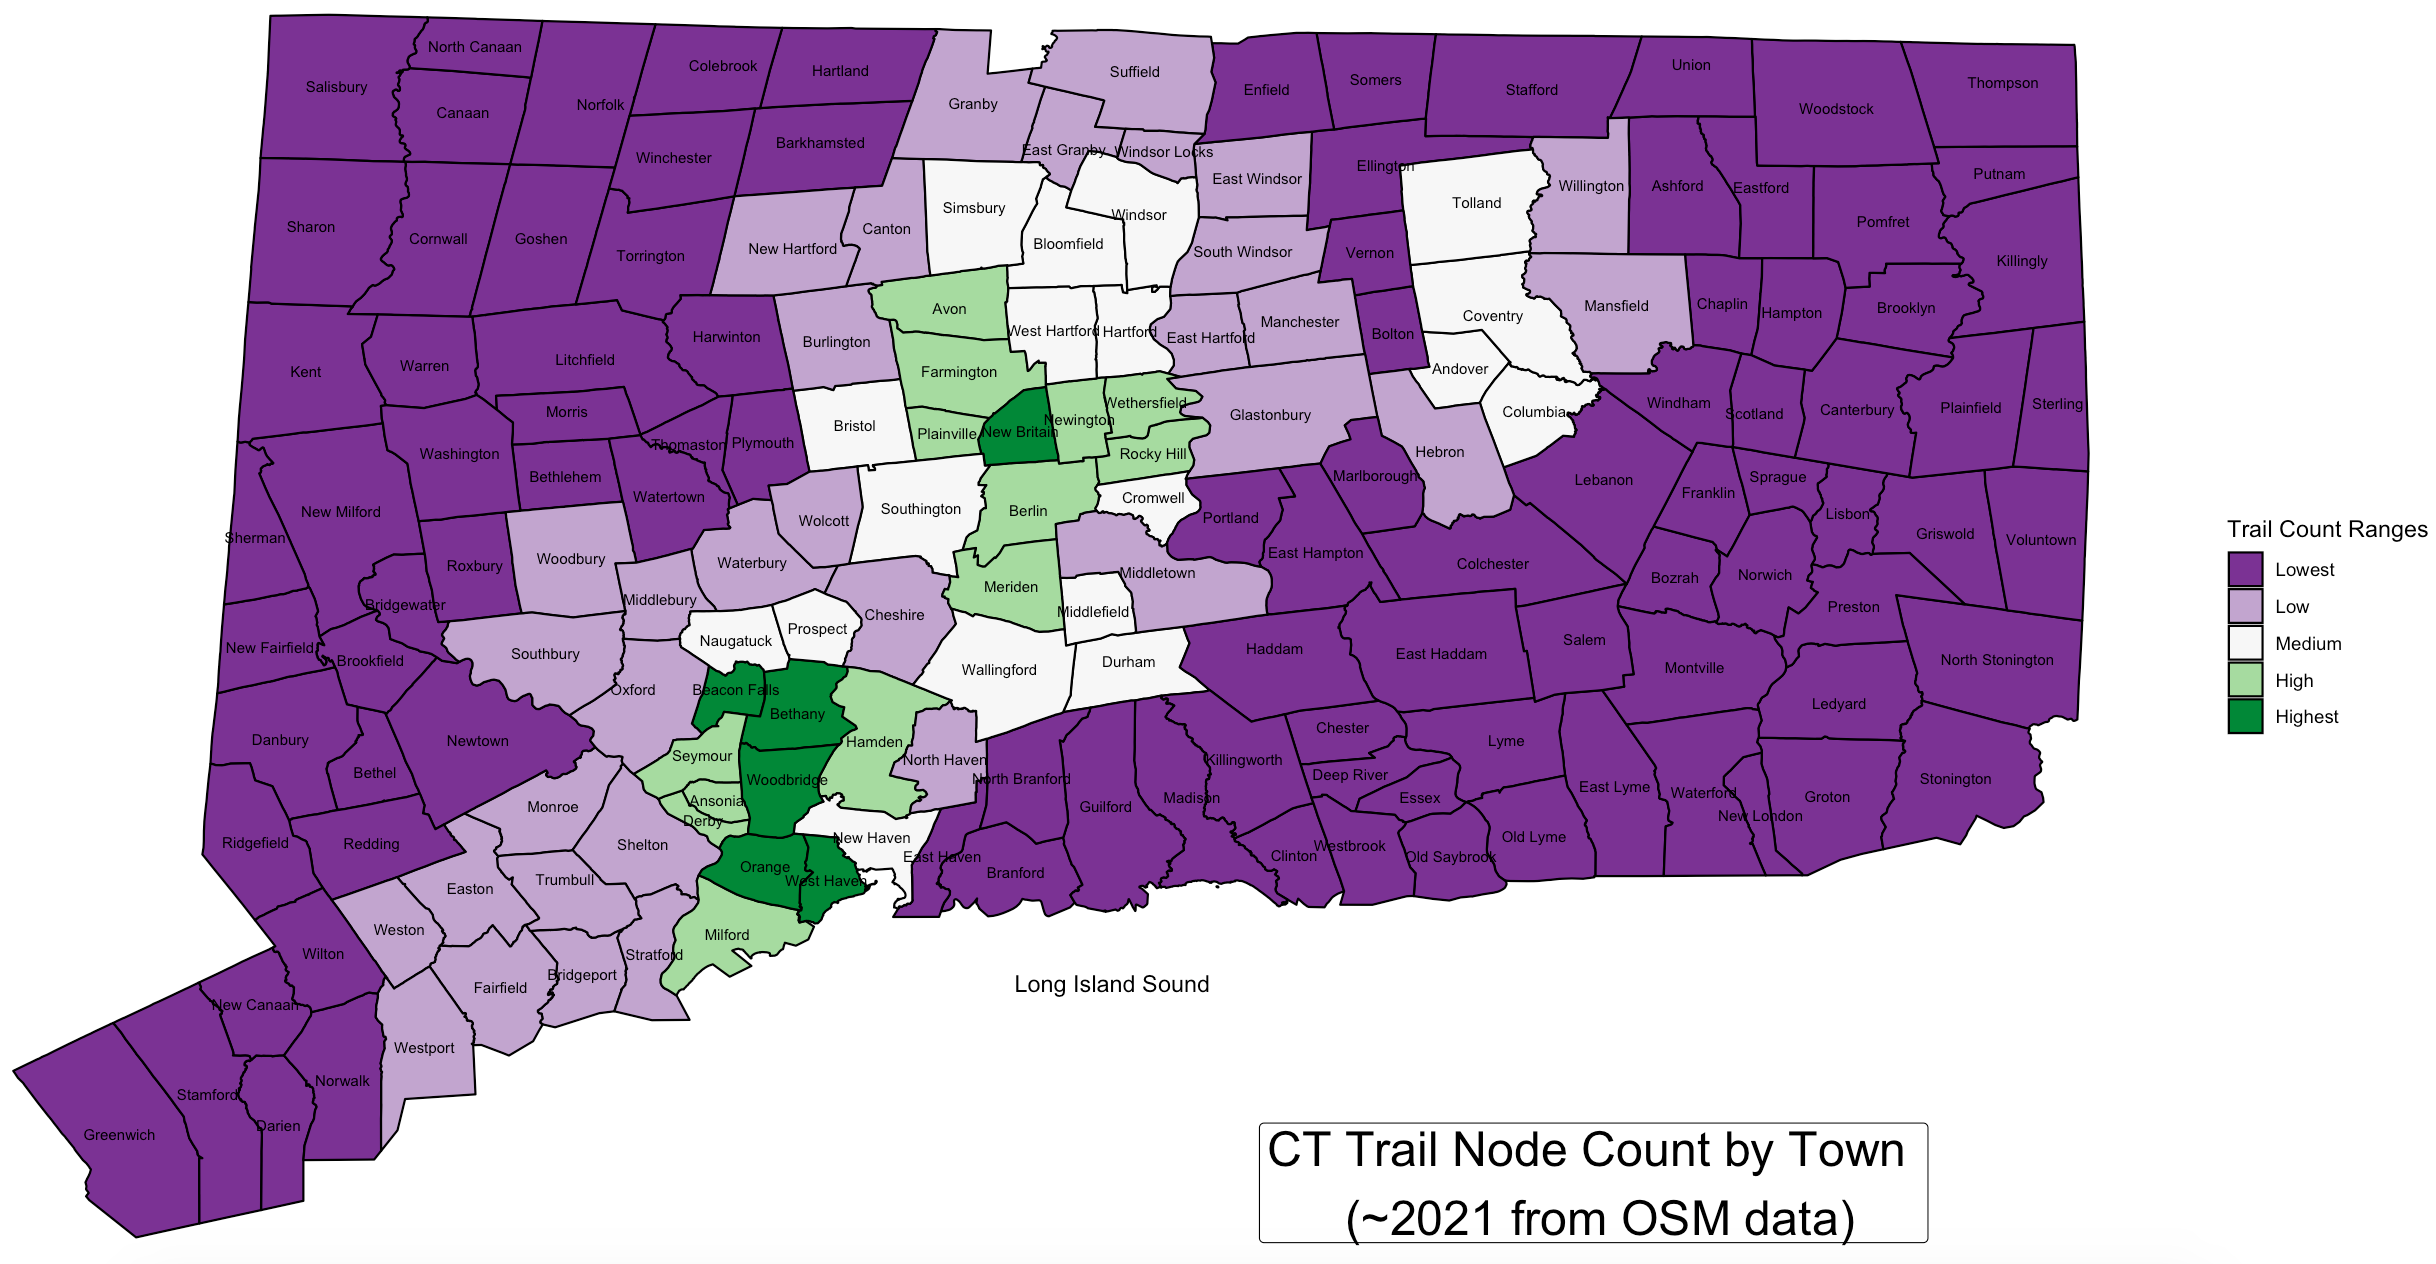 North Canaan
Colebrook
Hartland
Salisbury
Canaan
Norfolk
Granby
Suffield
Enfield
Somers
Stafford
Union
Woodstock
Thompson
Winchester
Barkhamsted
East Granby
Windsor Locks
East Windsor
Ellington
Willington
Ashford
Eastford
Putnam
Sharon
Cornwall
Goshen
Torrington
New Hartford
Canton
Simsbury
Bloomfield
Windsor
South Windsor
Vernon
Tolland
Pomfret
Killingly
Kent
Warren
Litchfield
Harwinton
Burlington
Avon
West Hartford
Hartford
East Hartford
Manchester
Bolton
Coventry
Mansfield
Chaplin
Hampton
Brooklyn
Morris
Farmington
Andover
Washington
Bethlehem
Thomaston
Plymouth
Bristol
Plainville
New Britain
Newington
Wethersfield
Rocky Hill
Glastonbury
Hebron
Columbia
Windham
Scotland
Canterbury
Plainfield
Sterling
New Milford
Sherman
Watertown
Wolcott
Southington
Berlin
Cromwell
Portland
Marlborough
Lebanon
Franklin
Sprague
Lisbon
Griswold
Voluntown
Trail Count Ranges
Lowest
Low
Medium
High
Highest
Roxbury
Woodbury
Waterbury
Middlebury
Bridgewater
Cheshire
Meriden
Middletown
Middlefield
East Hampton
Colchester
Bozrah
Norwich
Preston
New Fairfield
Brookfield
Southbury
Naugatuck
Prospect
Wallingford
Durham
Haddam
East Haddam
Salem
Montville
North Stonington
Oxford
Beacon Falls
Bethany
Hamden
North Haven
Danbury
Bethel
Newtown
Seymour
Woodbridge
North Branford
Killingworth
Chester
Lyme
Ledyard
Deep River
Essex
East Lyme
Waterford
New London
Groton
Stonington
Monroe
Ansonia
Derby
Shelton
Guilford
Madison
Ridgefield
Redding
New Haven
East Haven
Branford
Clinton
Westbrook
Old Saybrook
Old Lyme
Easton
Trumbull
Orange
West Haven
Weston
Wilton
Stratford
Milford
Fairfield
Bridgeport
Long Island Sound
New Canaan
Westport
Norwalk
Stamford
Darien
Greenwich
CT Trail Node Count by Town
(~2021 from OSM data)